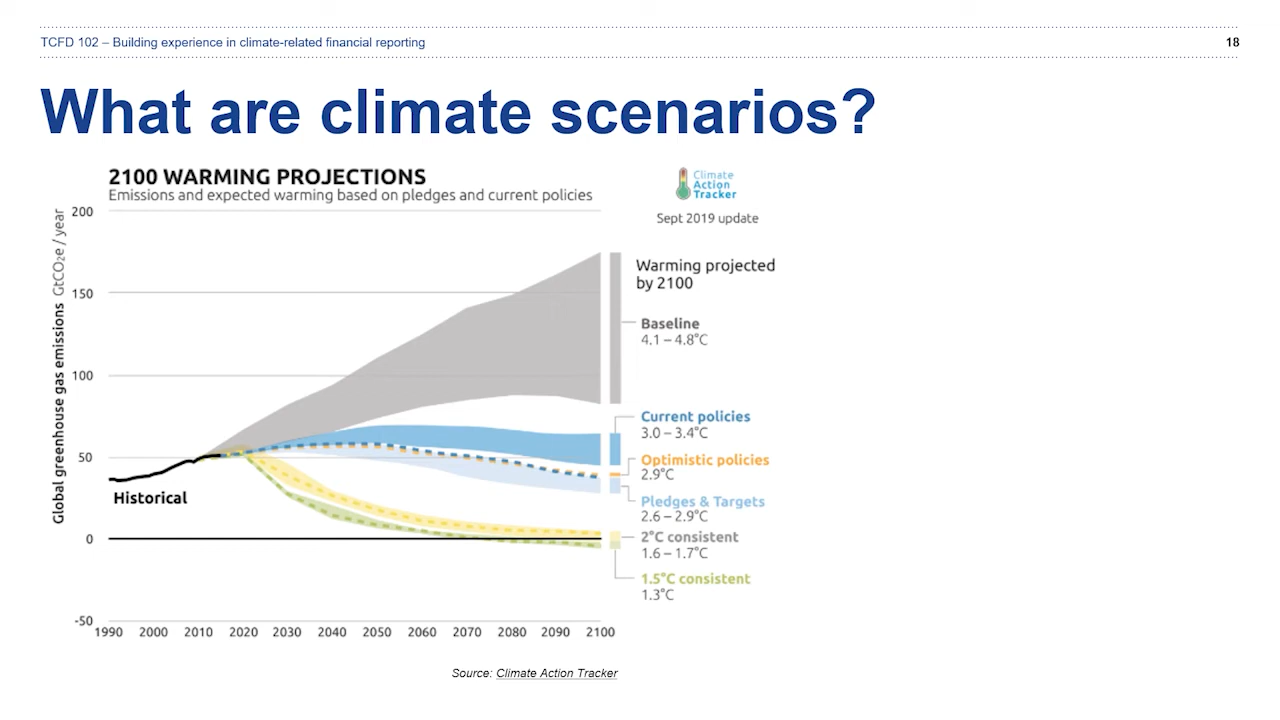 TCFD 102 – Building experience in climate-related financial reporting
18
What are climate scenarios?
2100 WARMING PROJECTIONS
Emissions and expected warming based on pledges and current policies
Climate
Action
Tracker
Sept 2019 update
Global greenhouse gas emissions GtCO₂e / year
200
150
100
50
0
-50
Historical
Warming projected
by 2100
Baseline
4.1 – 4.8°C
Current policies
3.0 – 3.4°C
Optimistic policies
2.9°C
Pledges & Targets
2.6 – 2.9°C
2°C consistent
1.6 – 1.7°C
1.5°C consistent
1.3°C
1990 2000 2010 2020 2030 2040 2050 2060 2070 2080 2090 2100
Source: Climate Action Tracker